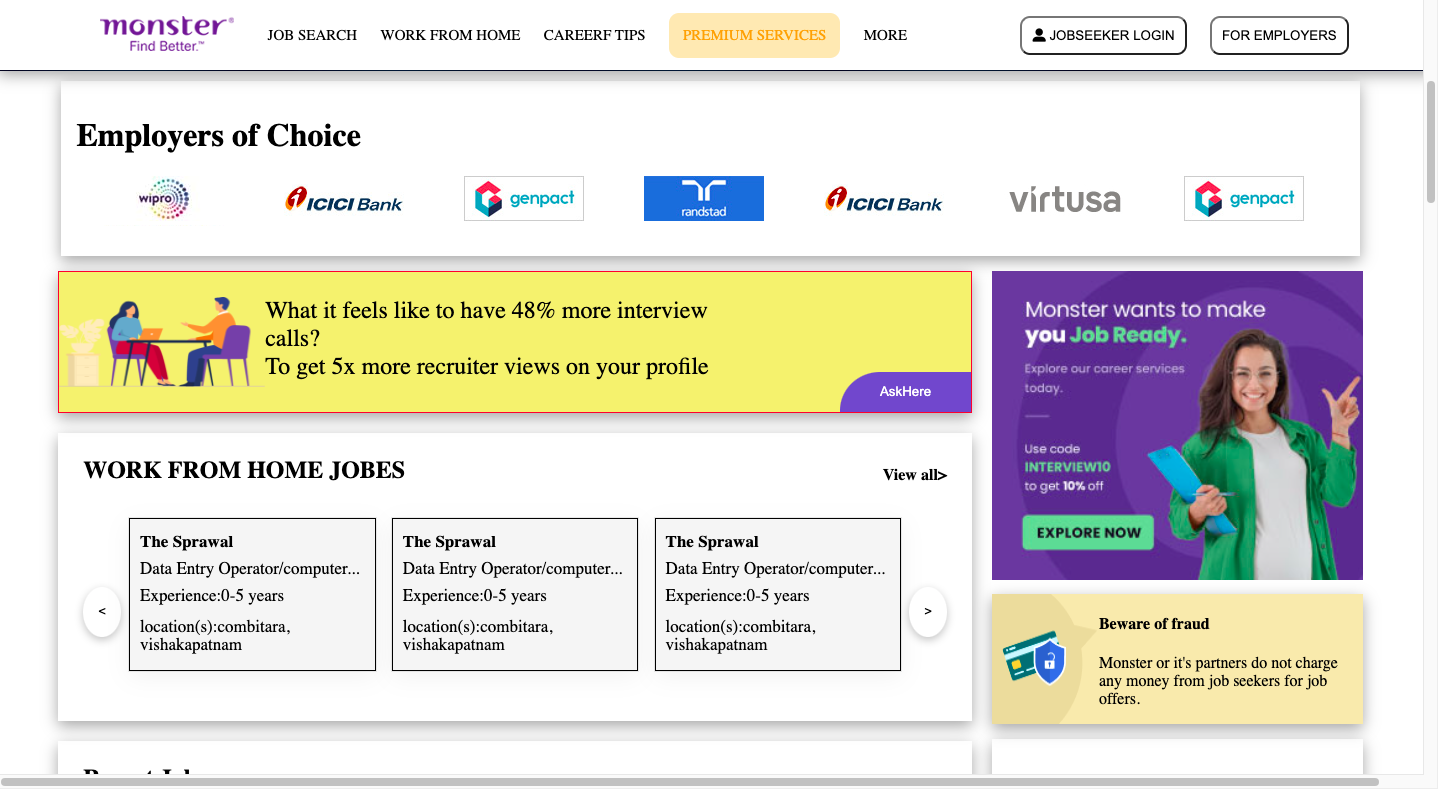 monster®
Find Better.™
JOB SEARCH WORK FROM HOME CAREERF TIPS PREMIUM SERVICES MORE JOBSEEKER LOGIN FOR EMPLOYERS
Employers of Choice
wipro
ICICI Bank
genpact
randstad
ICICI Bank
virtusa
genpact
What it feels like to have 48% more interview
calls?
To get 5x more recruiter views on your profile
AskHere
Monster wants to make
you Job Ready.
Explore our career services
today.
Use code
INTERVIEW10
to get 10% off
EXPLORE NOW
WORK FROM HOME JOBES
View all>
<
The Sprawal
Data Entry Operator/computer...
Experience:0-5 years
location(s):combitara,
vishakapatnam
The Sprawal
Data Entry Operator/computer...
Experience:0-5 years
location(s):combitara,
vishakapatnam
The Sprawal
Data Entry Operator/computer...
Experience:0-5 years
location(s):combitara,
vishakapatnam
>
Beware of fraud
Monster or it's partners do not charge
any money from job seekers for job
offers.